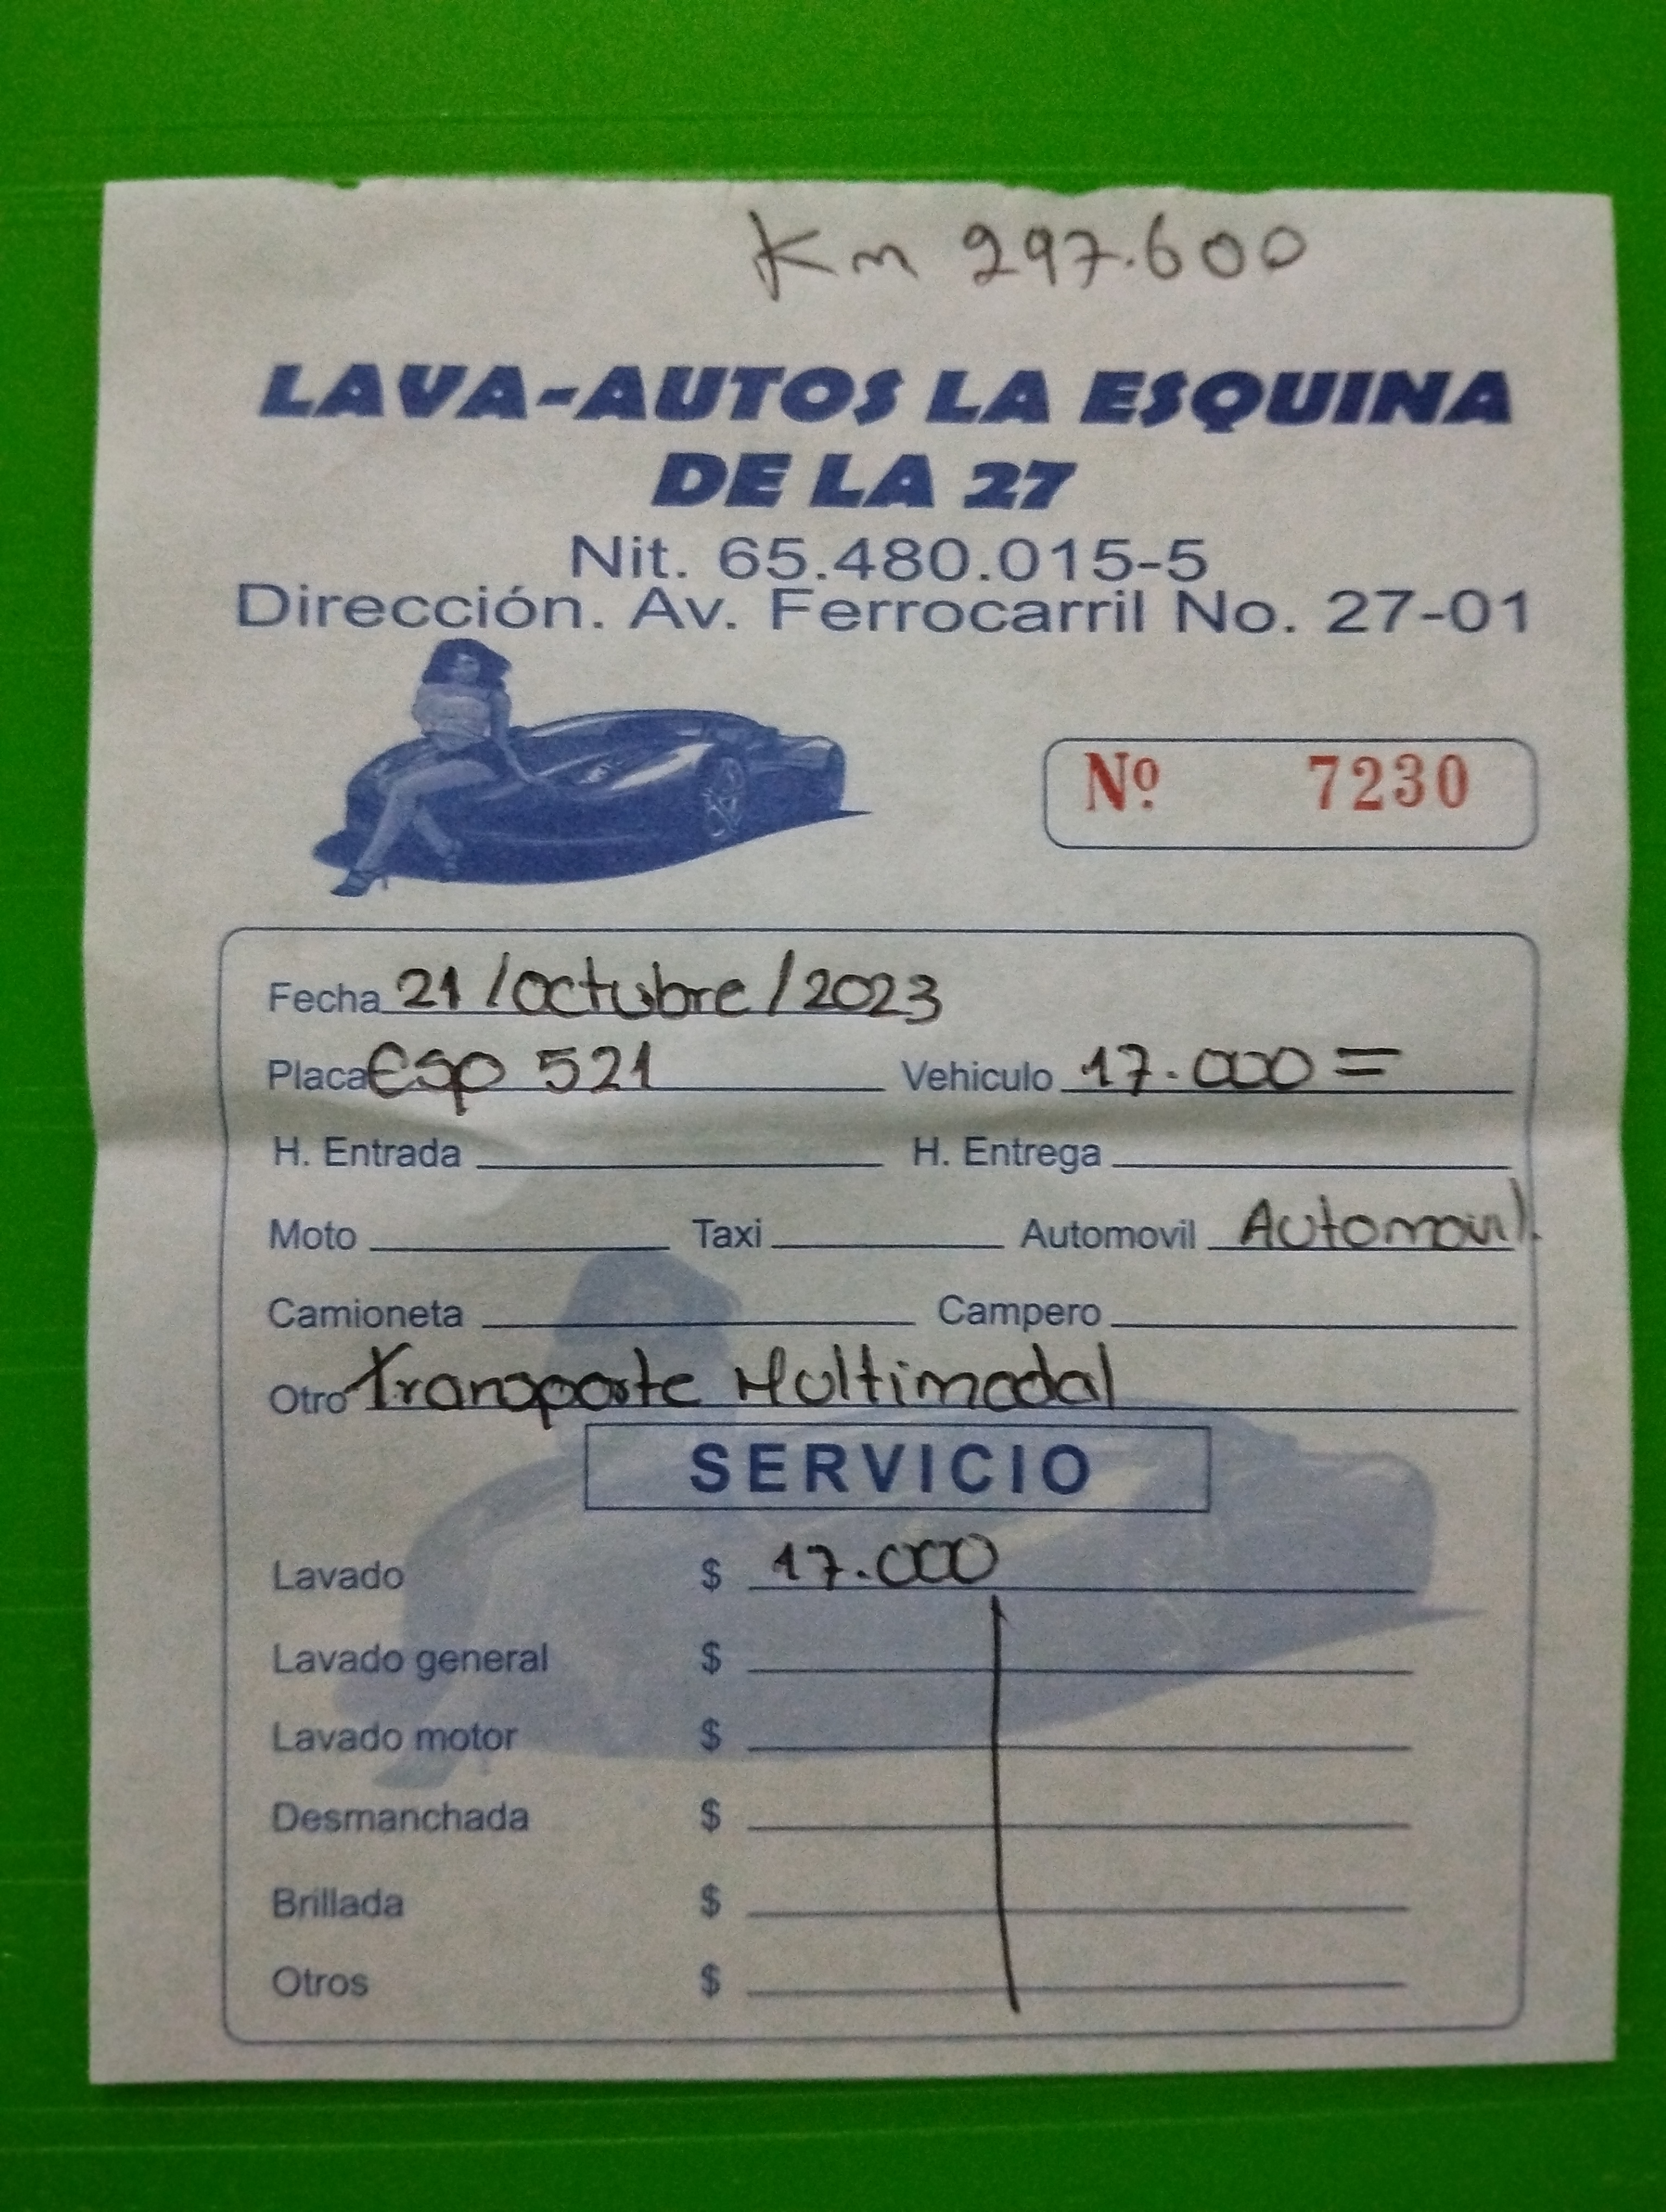 Km 297.600
LAVA-AUTOS LA ESQUINA
DE LA 27
Nit. 65.480.015-5
Dirección. Av. Ferrocarril No. 27-01
Nº 7230
Fecha 21/octubre/2023
Placa Esp 521 Vehiculo 17.000=
H. Entrada H. Entrega
Moto Taxi Automovil Automovil.
Camioneta Campero
Otro Transporte Multimodal
SERVICIO
Lavado $ 17.000
Lavado general $
Lavado motor $
Desmanchada $
Brillada $
Otros $